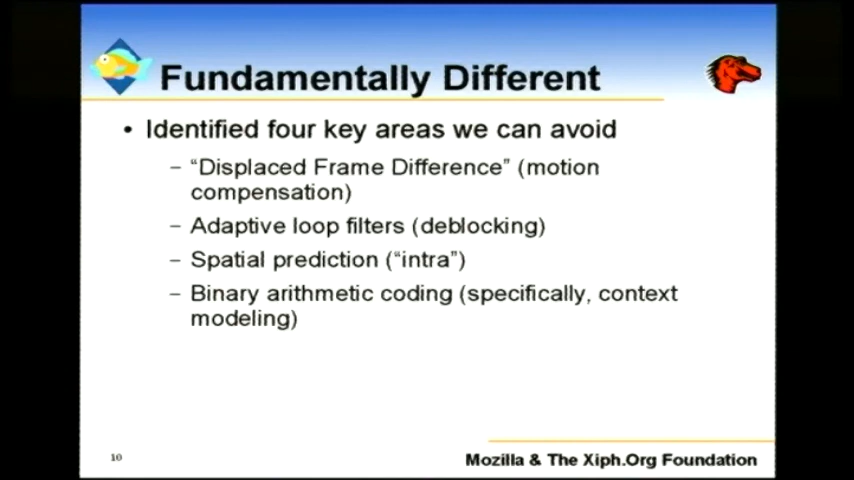 Fundamentally Different
• Identified four key areas we can avoid
– “Displaced Frame Difference” (motion
compensation)
– Adaptive loop filters (deblocking)
– Spatial prediction (“intra”)
– Binary arithmetic coding (specifically, context
modeling)
10
Mozilla & The Xiph.Org Foundation